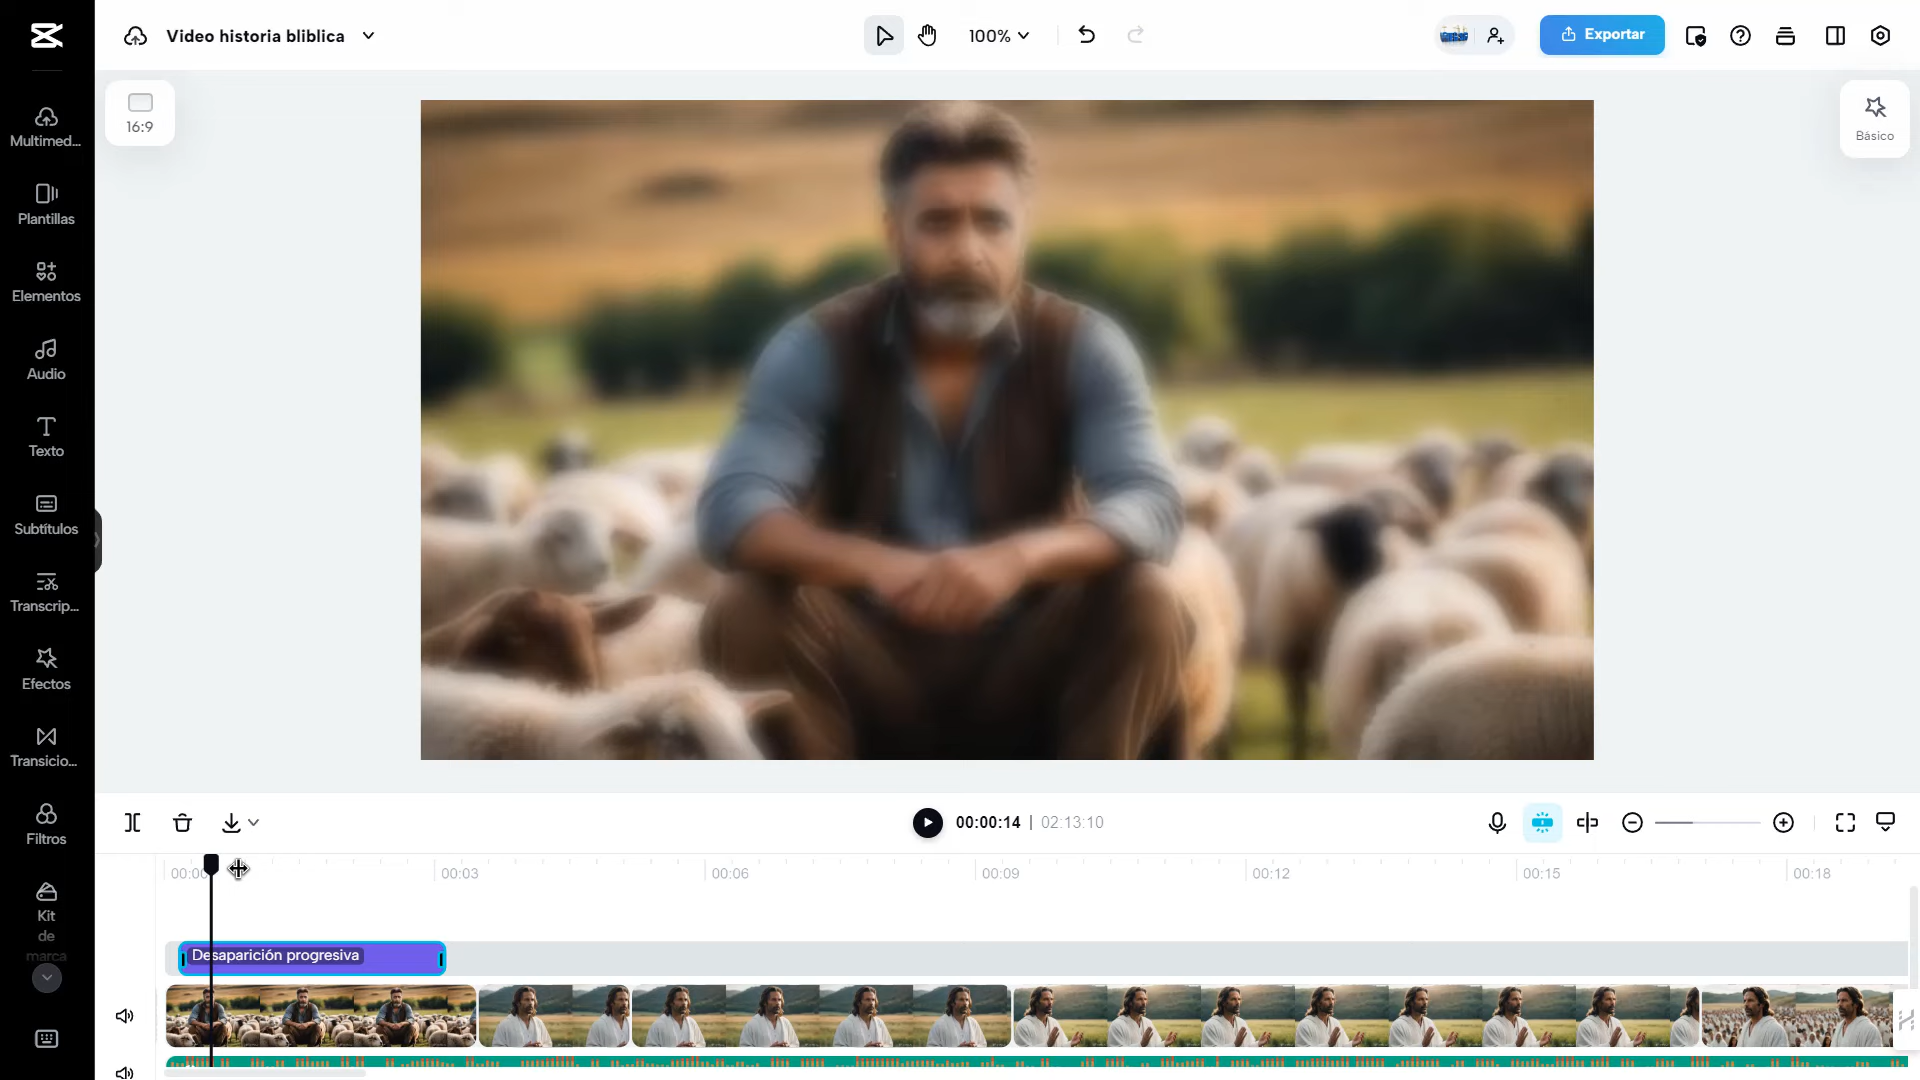 Video historia bliblica
100%
Exportar
16:9
Básico
Multimed...
Plantillas
Elementos
Audio
Texto
Subtítulos
Transcrip...
Efectos
Transicio...
Filtros
Kit
de
marca
00:00:14 | 02:13:10
00:03
00:06
00:09
00:12
00:15
00:18
Desaparición progresiva